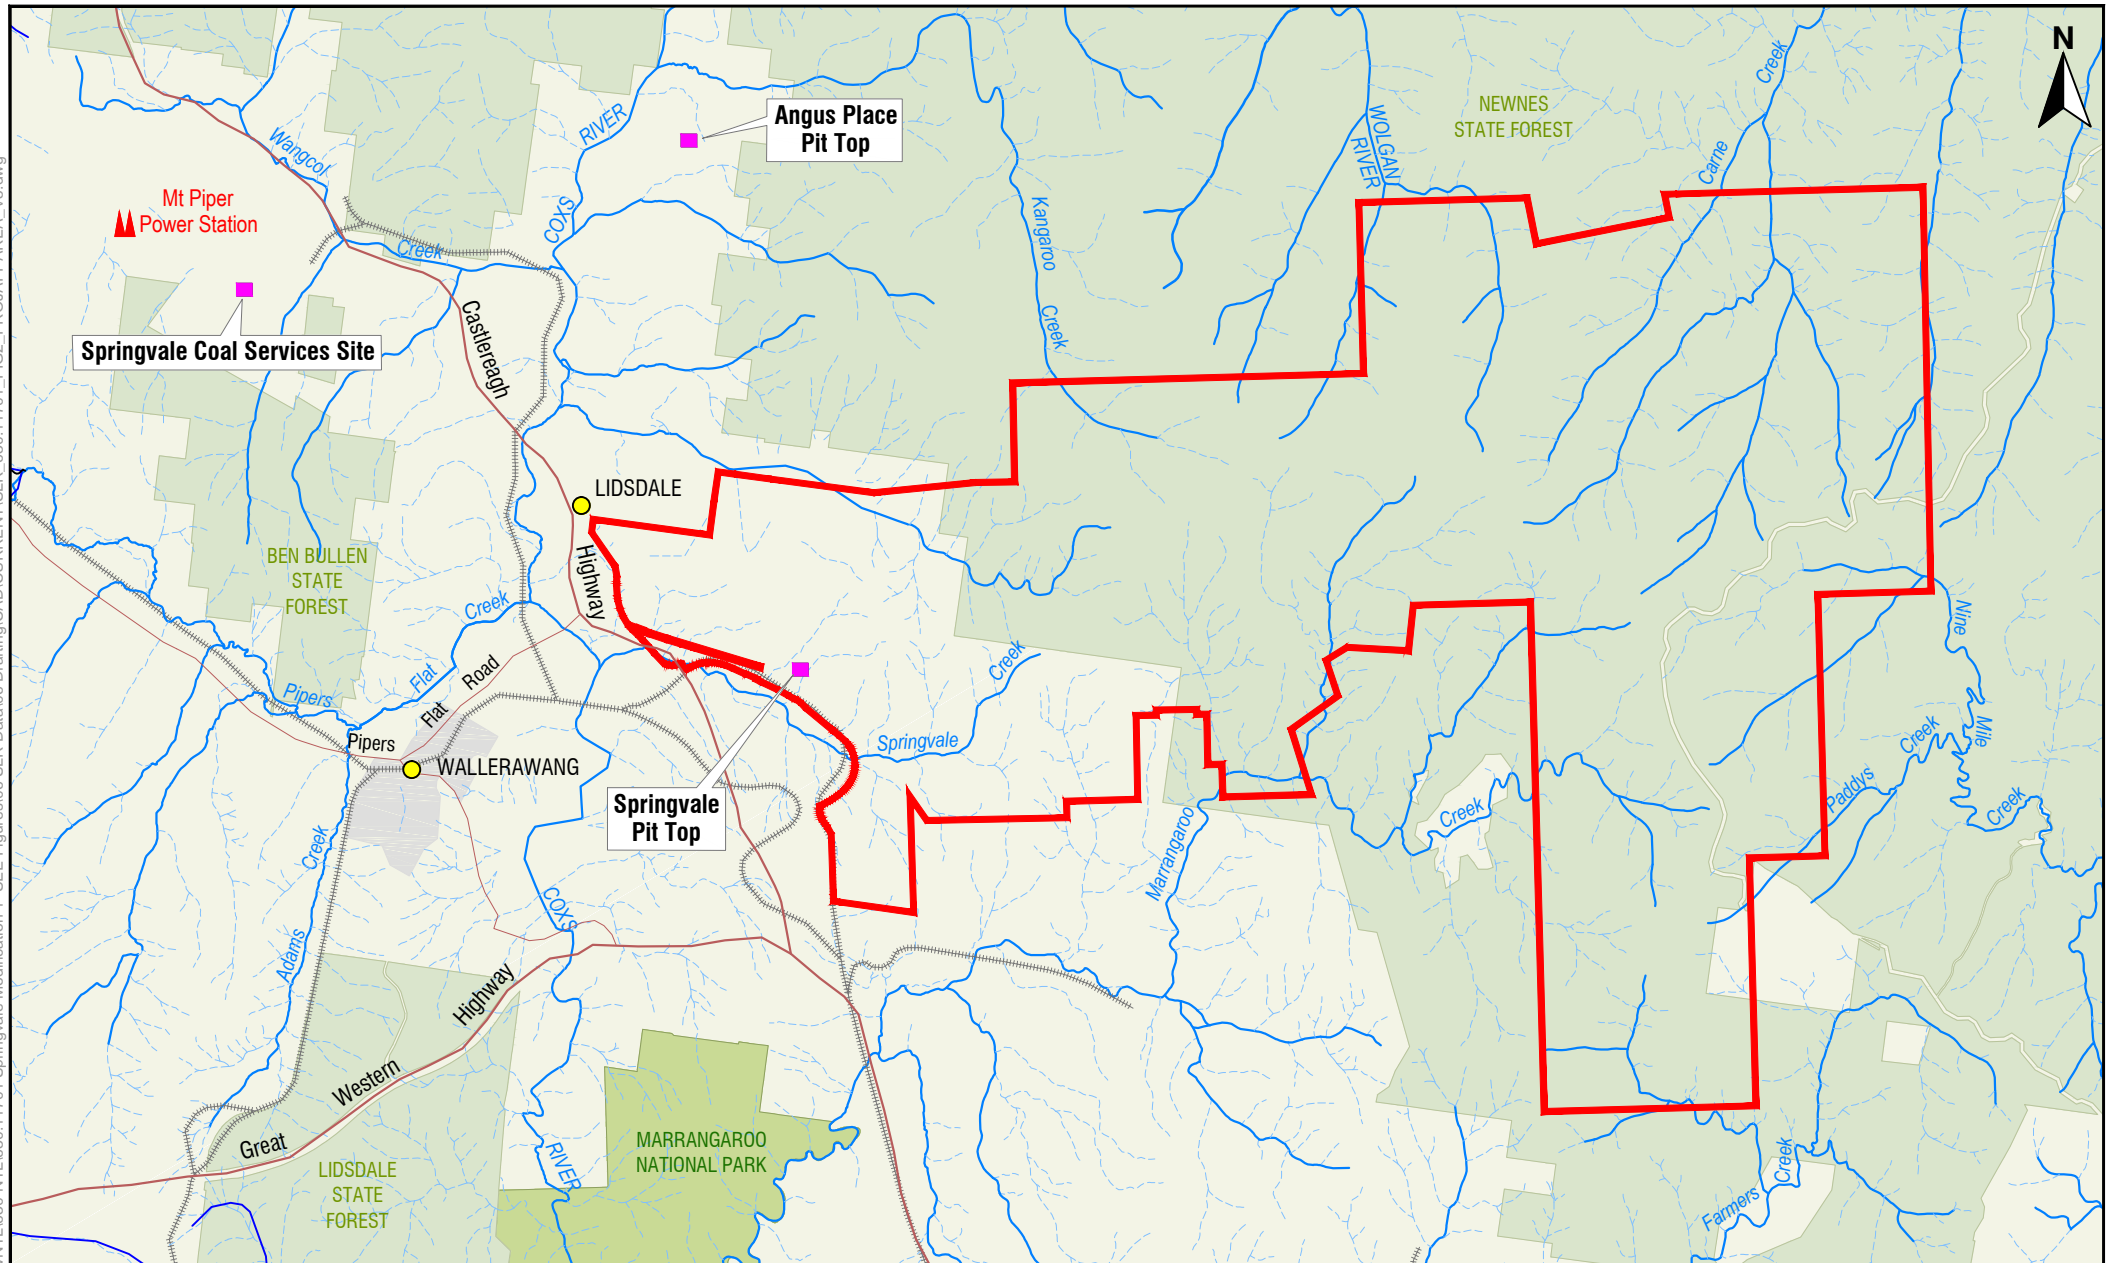 N
Angus Place
Pit Top
NEWNES
STATE FOREST
Creek
RIVER
WOLGAN
RIVER
Carne
Wangcol
Mt Piper
Power Station
COXS
Kangaroo
Creek
Creek
Castlereagh
Springvale Coal Services Site
LIDSDALE
BEN BULLEN
STATE
FOREST
Highway
Creek
Flat
Road
Creek
Nine
Mile
Pipers
Flat
Pipers
Springvale
Creek
WALLERAWANG
Paddys
Creek
Springvale
Pit Top
Creek
Marrangaroo
Creek
Adams
COXS
Highway
Western
Great
MARRANGAROO
NATIONAL PARK
RIVER
LIDSDALE
STATE
FOREST
Creek
Farmers